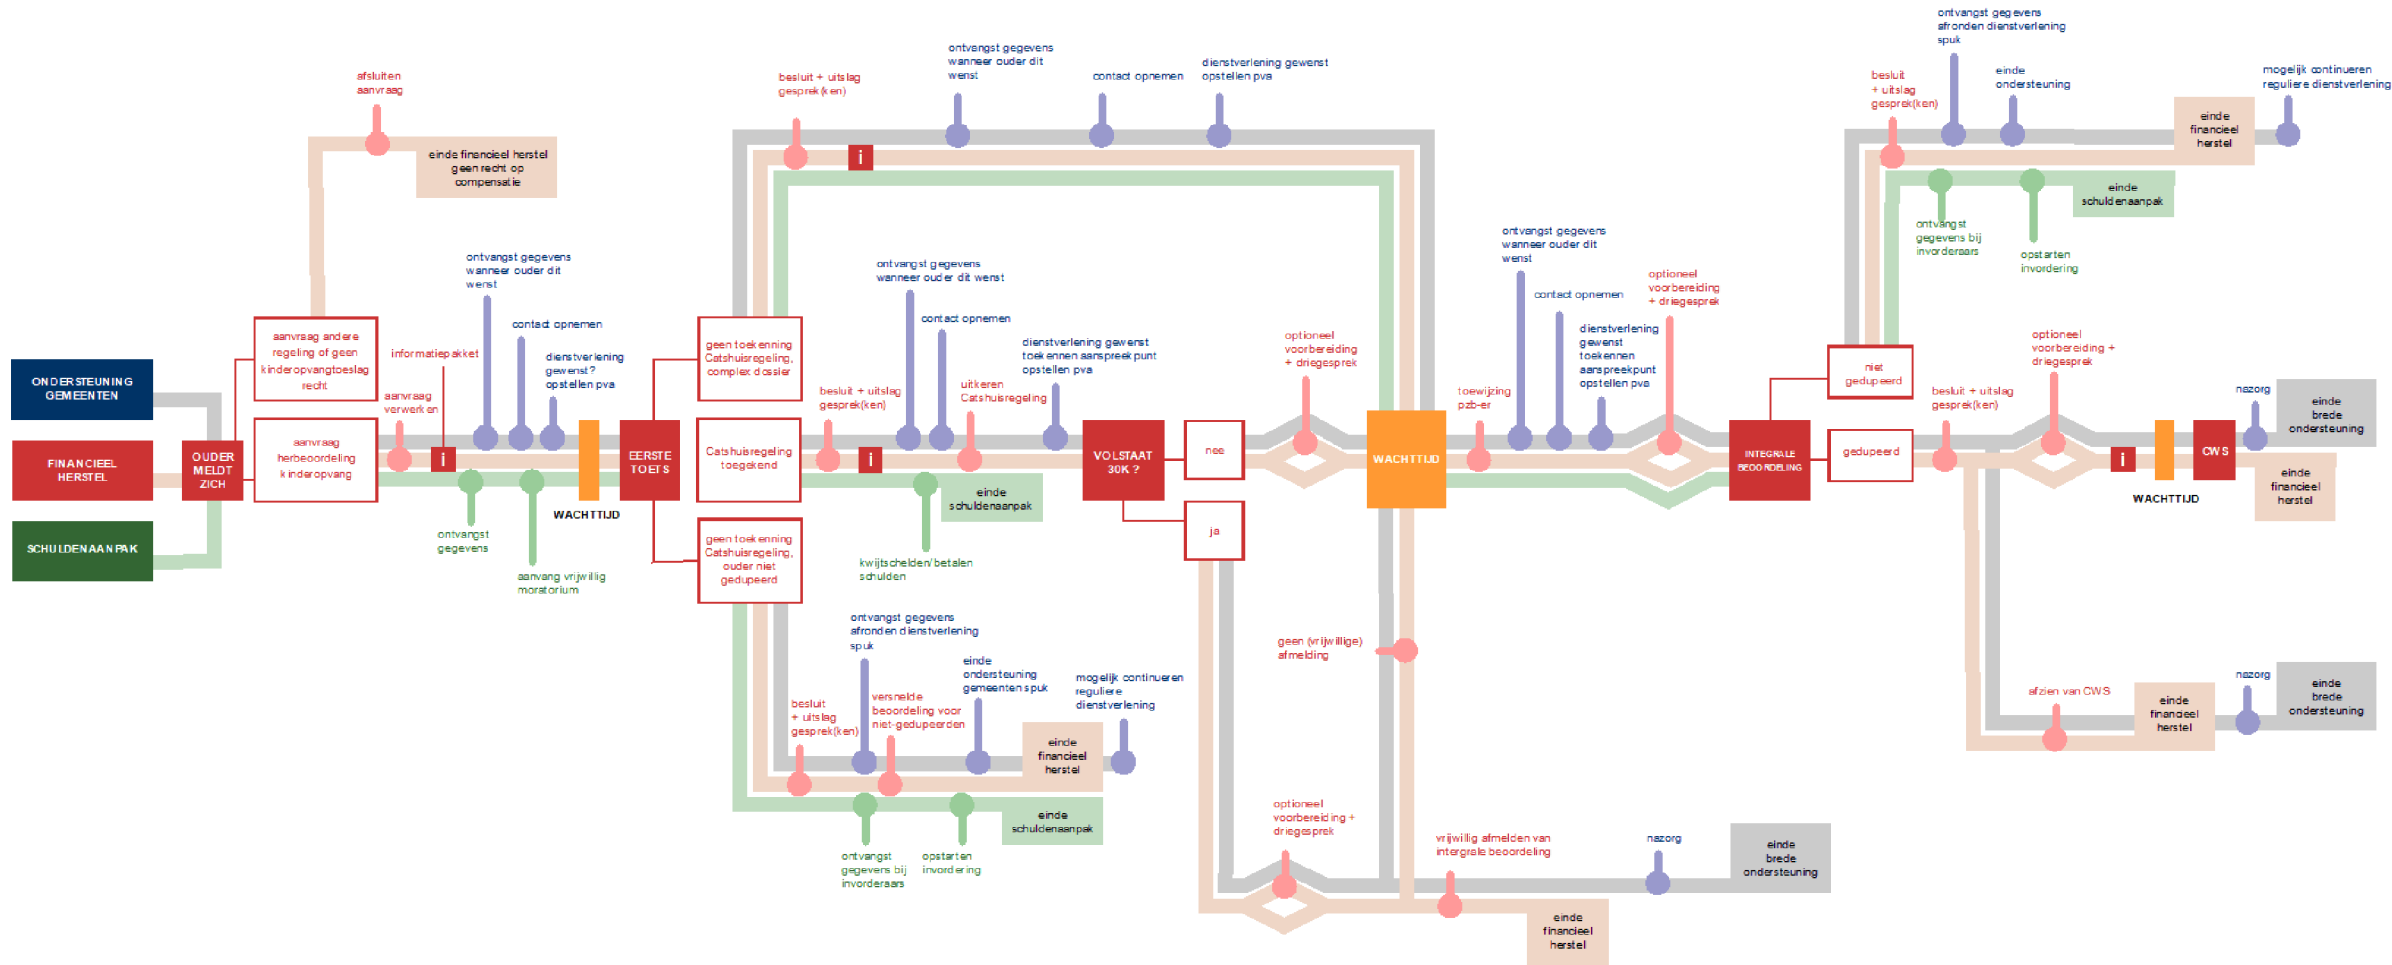 ONDERSTEUNING
GEMEENTEN
FINANCIEEL
HERSTEL
SCHULDENAANPAK
OUDER
MELDT
ZICH
afsluiten
aanvraag
einde financieel herstel
geen recht op
compensatie
aanvraag andere
regeling of geen
kinderopvangtoeslag
recht
aanvraag
herbeoordeling
kinderopvang
informatiepakket
aanvraag
verwerken
i
ontvangst gegevens
wanneer ouder dit
wenst
contact opnemen
dienstverlening
gewenst?
opstellen pva
ontvangst
gegevens
aanvang vrijwillig
moratorium
WACHTTIJD
EERSTE
TOETS
geen toekenning
Catshuisregeling,
complex dossier
Catshuisregeling
toegekend
geen toekenning
Catshuisregeling,
ouder niet
gedupeerd
besluit + uitslag
gesprek(ken)
i
ontvangst gegevens
wanneer ouder dit
wenst
contact opnemen
dienstverlening gewenst
opstellen pva
besluit + uitslag
gesprek(ken)
i
ontvangst gegevens
wanneer ouder dit wenst
contact opnemen
uitkeren
Catshuisregeling
dienstverlening gewenst
toekennen aanspreekpunt
opstellen pva
einde
schuldenaanpak
kwijtschelden/betalen
schulden
besluit
+ uitslag
gesprek(ken)
ontvangst gegevens
afronden dienstverlening
spuk
versnelde
beoordeling voor
niet-gedupeerden
einde
ondersteuning
gemeenten spuk
einde
financieel
herstel
mogelijk continueren
reguliere
dienstverlening
einde
schuldenaanpak
ontvangst
gegevens bij
invorderaars
opstarten
invordering
VOLSTAAT
30K ?
nee
ja
optioneel
voorbereiding
+ driegesprek
WACHTTIJD
geen (vrijwillige)
afmelding
optioneel
voorbereiding +
driegesprek
vrijwillig afmelden van
intergrale beoordeling
nazorg
einde
brede
ondersteuning
einde
financieel
herstel
toewijzing
pzb-er
ontvangst gegevens
wanneer ouder dit
wenst
contact opnemen
dienstverlening
gewenst
toekennen
aanspreekpunt
opstellen pva
optioneel
voorbereiding
+ driegesprek
INTEGRALE
BEOORDELING
niet
gedupeerd
gedupeerd
besluit
+ uitslag
gesprek(ken)
ontvangst gegevens
afronden dienstverlening
spuk
einde
ondersteuning
einde
financieel
herstel
mogelijk continueren
reguliere dienstverlening
einde
schuldenaanpak
ontvangst
gegevens bij
invorderaars
opstarten
invordering
besluit + uitslag
gesprek(ken)
optioneel
voorbereiding +
driegesprek
i
WACHTTIJD
CWS
nazorg
einde
brede
ondersteuning
einde
financieel
herstel
afzien van CWS
einde
financieel
herstel
nazorg
einde
brede
ondersteuning